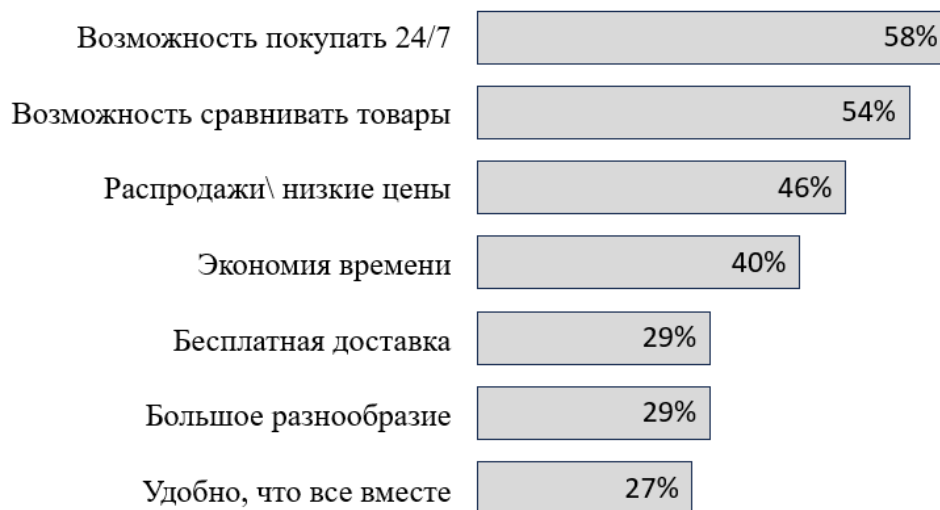 Возможность покупать 24/7 58%
Возможность сравнивать товары 54%
Распродажи\ низкие цены 46%
Экономия времени 40%
Бесплатная доставка 29%
Большое разнообразие 29%
Удобно, что все вместе 27%